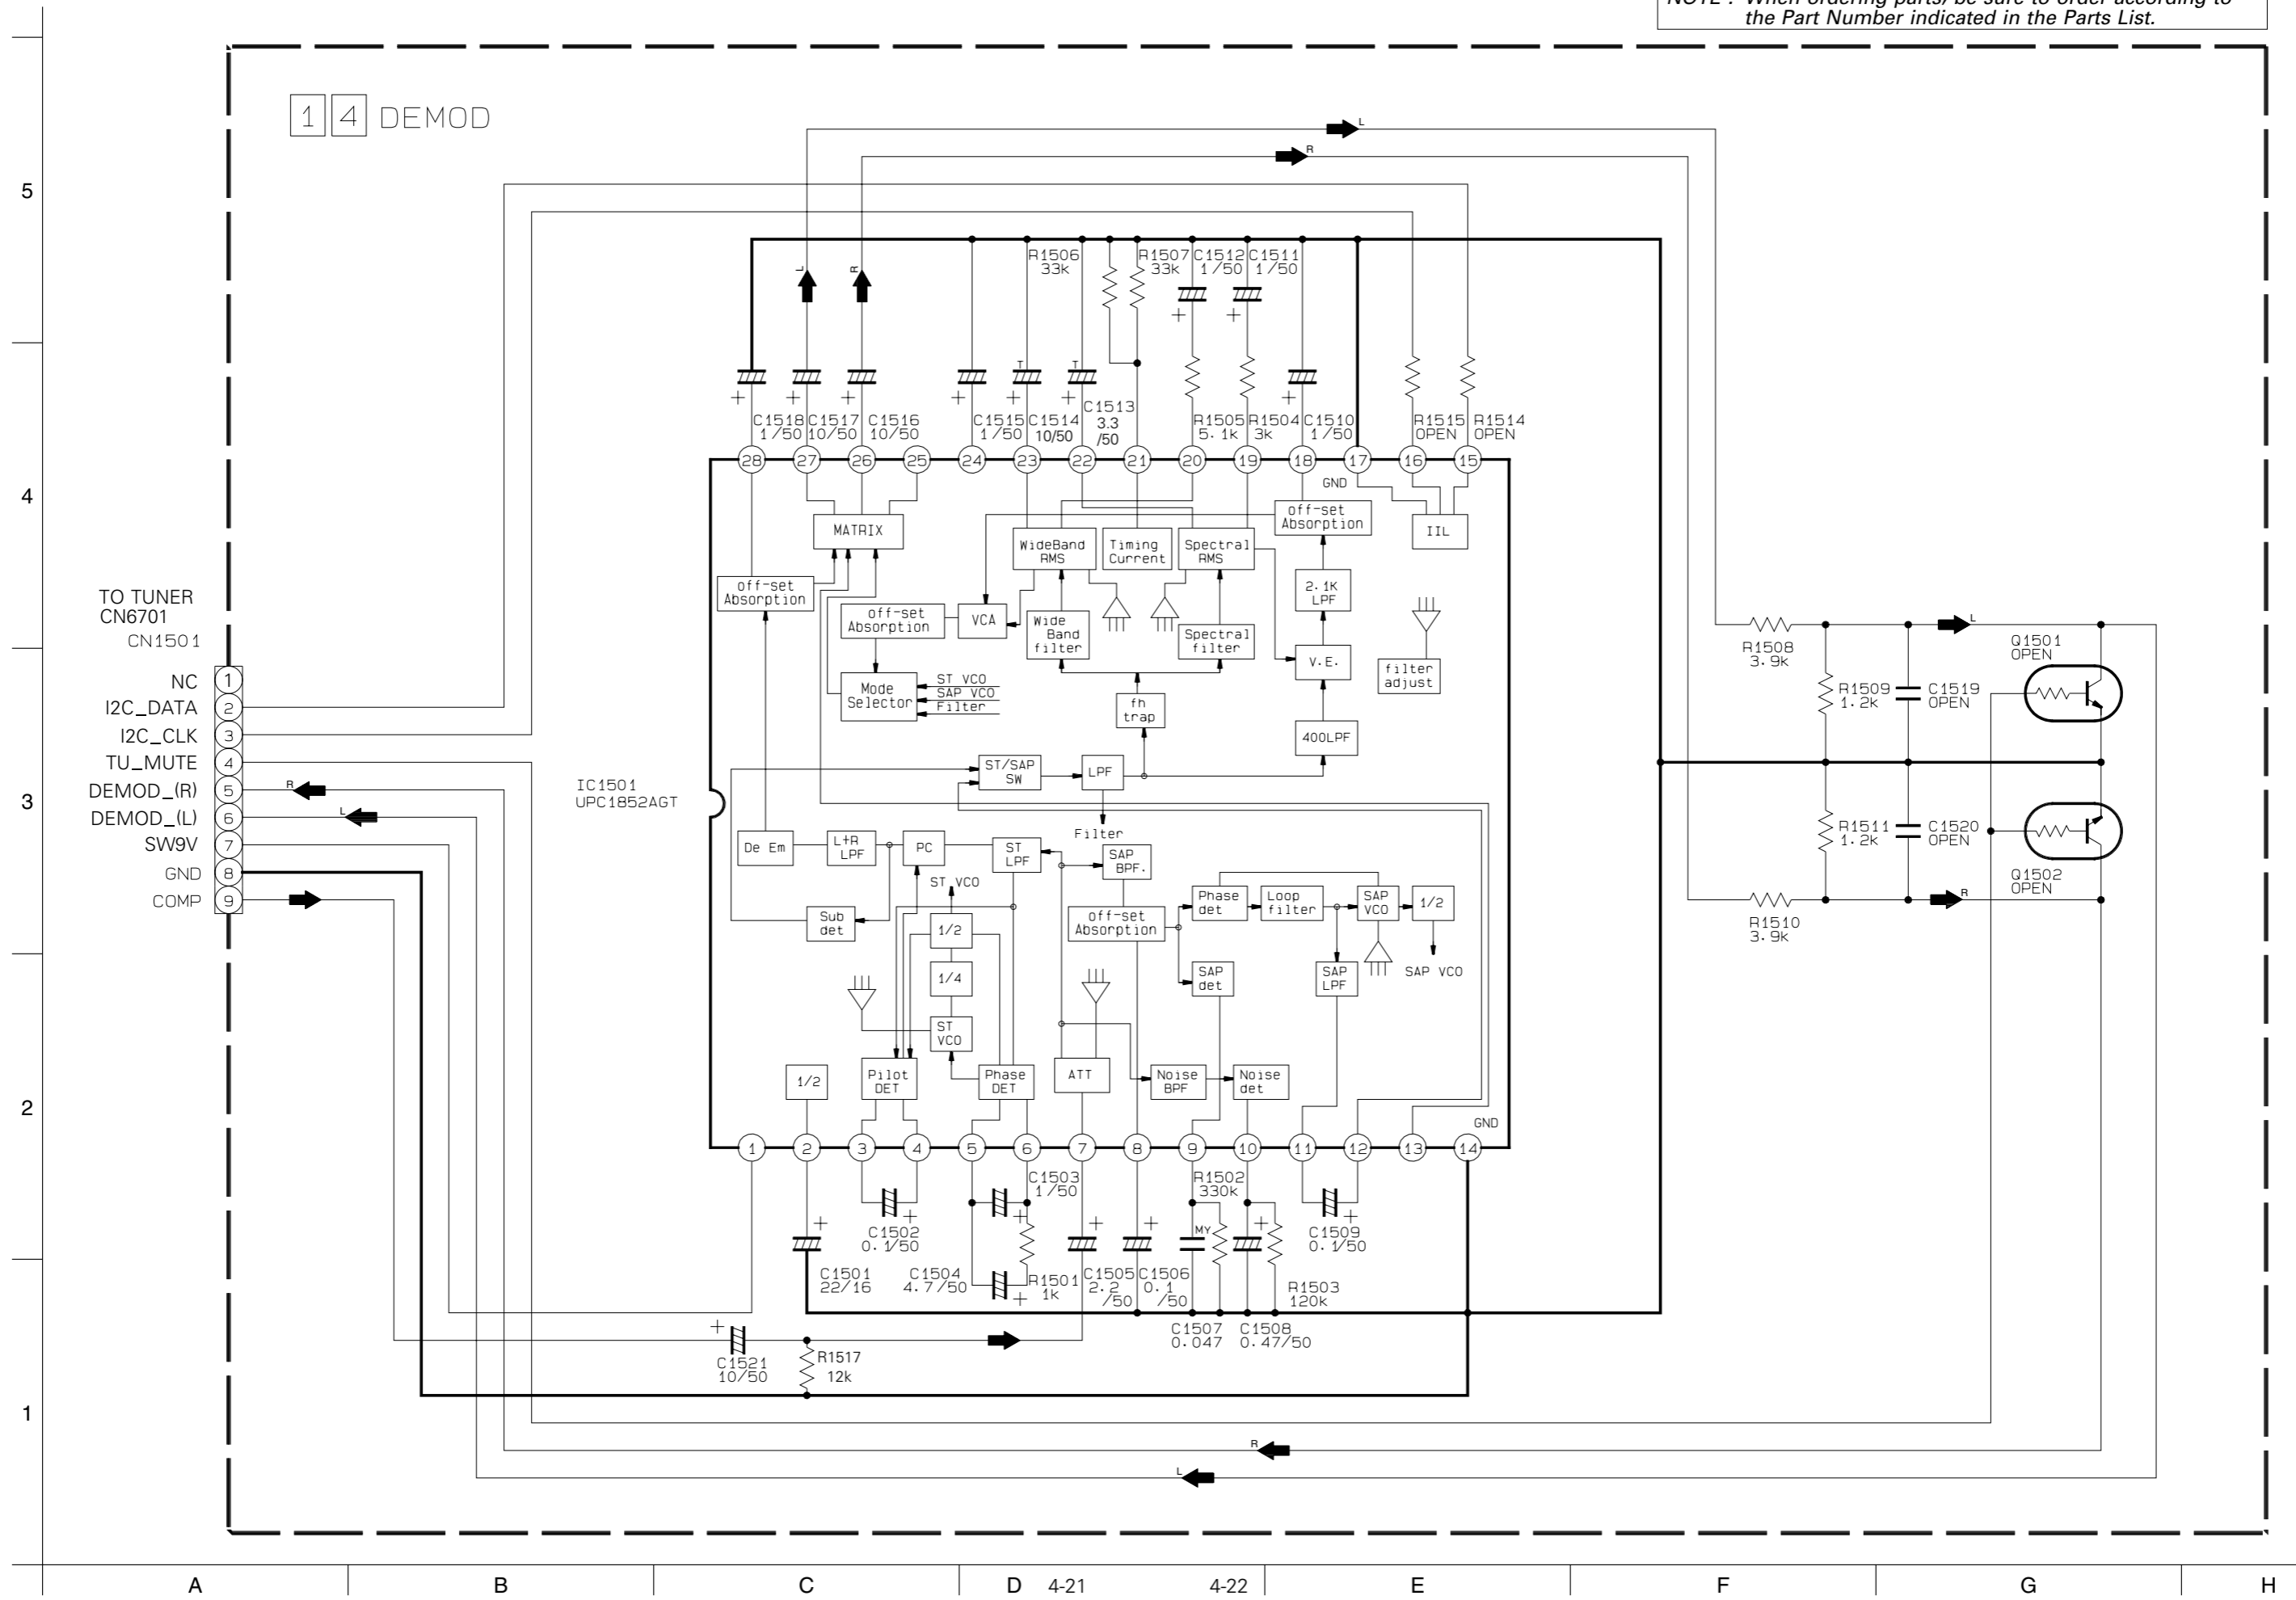 NOTE : When ordering parts, be sure to order according to
the Part Number indicated in the Parts List.
1 4 DEMOD
L
R
5
R1506
33k
R1507
33k
C1512
1/50
C1511
1/50
L
R
T
T
+ + + + + + + + +
C1518
1/50
C1517
10/50
C1516
10/50
C1515
1/50
C1514
10/50
C1513
3.3
/50
R1505
5.1k
R1504
3k
C1510
1/50
R1515
OPEN
R1514
OPEN
28 27 26 25 24 23 22 21 20 19 18 17 16 15
4
GND
MATRIX
WideBand
RMS
Timing
Current
Spectral
RMS
off-set
Absorption
IIL
off-set
Absorption
off-set
Absorption
VCA
Wide
Band
filter
Spectral
filter
2.1K
LPF
V.E.
filter
adjust
Mode
Selector
ST VCO
SAP VCO
Filter
fh
trap
400LPF
TO TUNER
CN6701
CN1501
NC 1
I2C_DATA 2
I2C_CLK 3
TU_MUTE 4
DEMOD_(R) 5
DEMOD_(L) 6
SW9V 7
GND 8
COMP 9
R
L
3
IC1501
UPC1852AGT
ST/SAP
SW
LPF
Filter
De Em
L+R
LPF
PC
ST
LPF
SAP
BPF.
ST VCO
Sub
det
1/2
off-set
Absorption
Phase
det
Loop
filter
SAP
VCO
1/2
1/4
SAP
det
SAP
LPF
SAP VCO
ST
VCO
1/2
Pilot
DET
Phase
DET
ATT
Noise
BPF
Noise
det
2
GND
1 2 3 4 5 6 7 8 9 10 11 12 13 14
C1503
1/50
R1502
330k
MY
+ + + + + + + +
C1502
0.1/50
C1509
0.1/50
C1501
22/16
C1504
4.7/50
R1501
1k
C1505
2.2
/50
C1506
0.1
/50
R1503
120k
C1507
0.047
C1508
0.47/50
+
C1521
10/50
R1517
12k
1
R
L
R1508
3.9k
L
Q1501
OPEN
R1509
1.2k
C1519
OPEN
R1511
1.2k
C1520
OPEN
Q1502
OPEN
R1510
3.9k
R
A B C D 4-21 4-22 E F G H